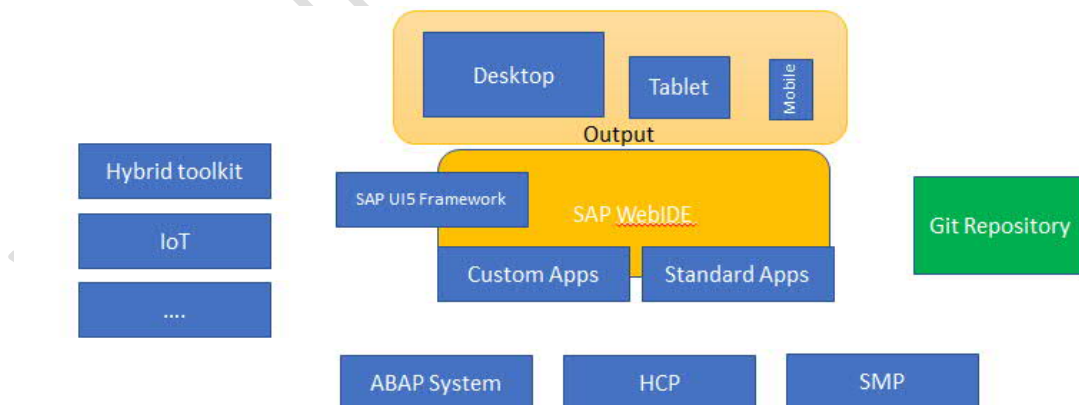 Desktop
Tablet
Mobile
Output
Hybrid toolkit
SAP UI5 Framework
SAP WebIDE
Git Repository
IoT
Custom Apps
Standard Apps
....
ABAP System
HCP
SMP